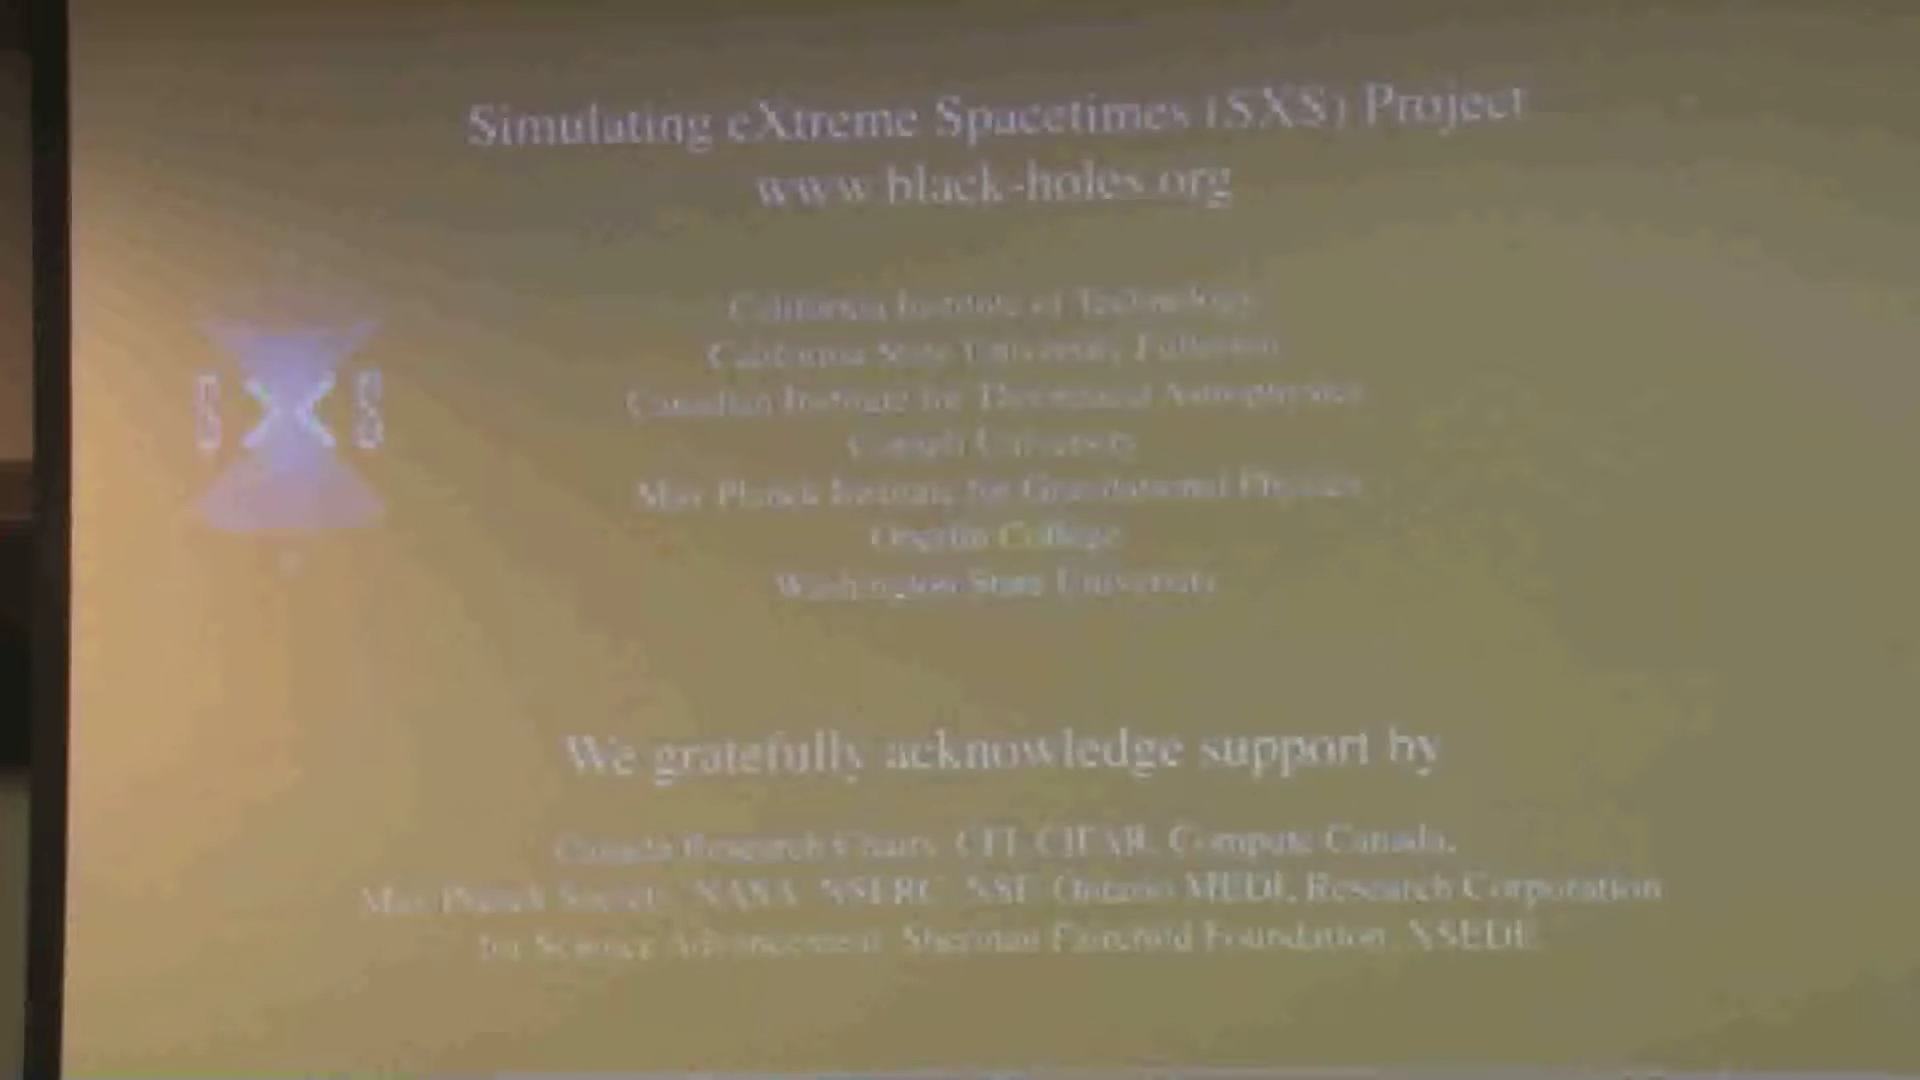 Simulating eXtreme Spacetimes (SXS) Project
www.black-holes.org
SXS
California Institute of Technology
California State University Fullerton
Canadian Institute for Theoretical Astrophysics
Cornell University
Max Planck Institute for Gravitational Physics
Oberlin College
Washington State University
We gratefully acknowledge support by
Canada Research Chairs, CFI, CIFAR, Compute Canada,
Max Planck Society, NASA, NSERC, NSF, Ontario MEDI, Research Corporation
for Science Advancement, Sherman Fairchild Foundation,